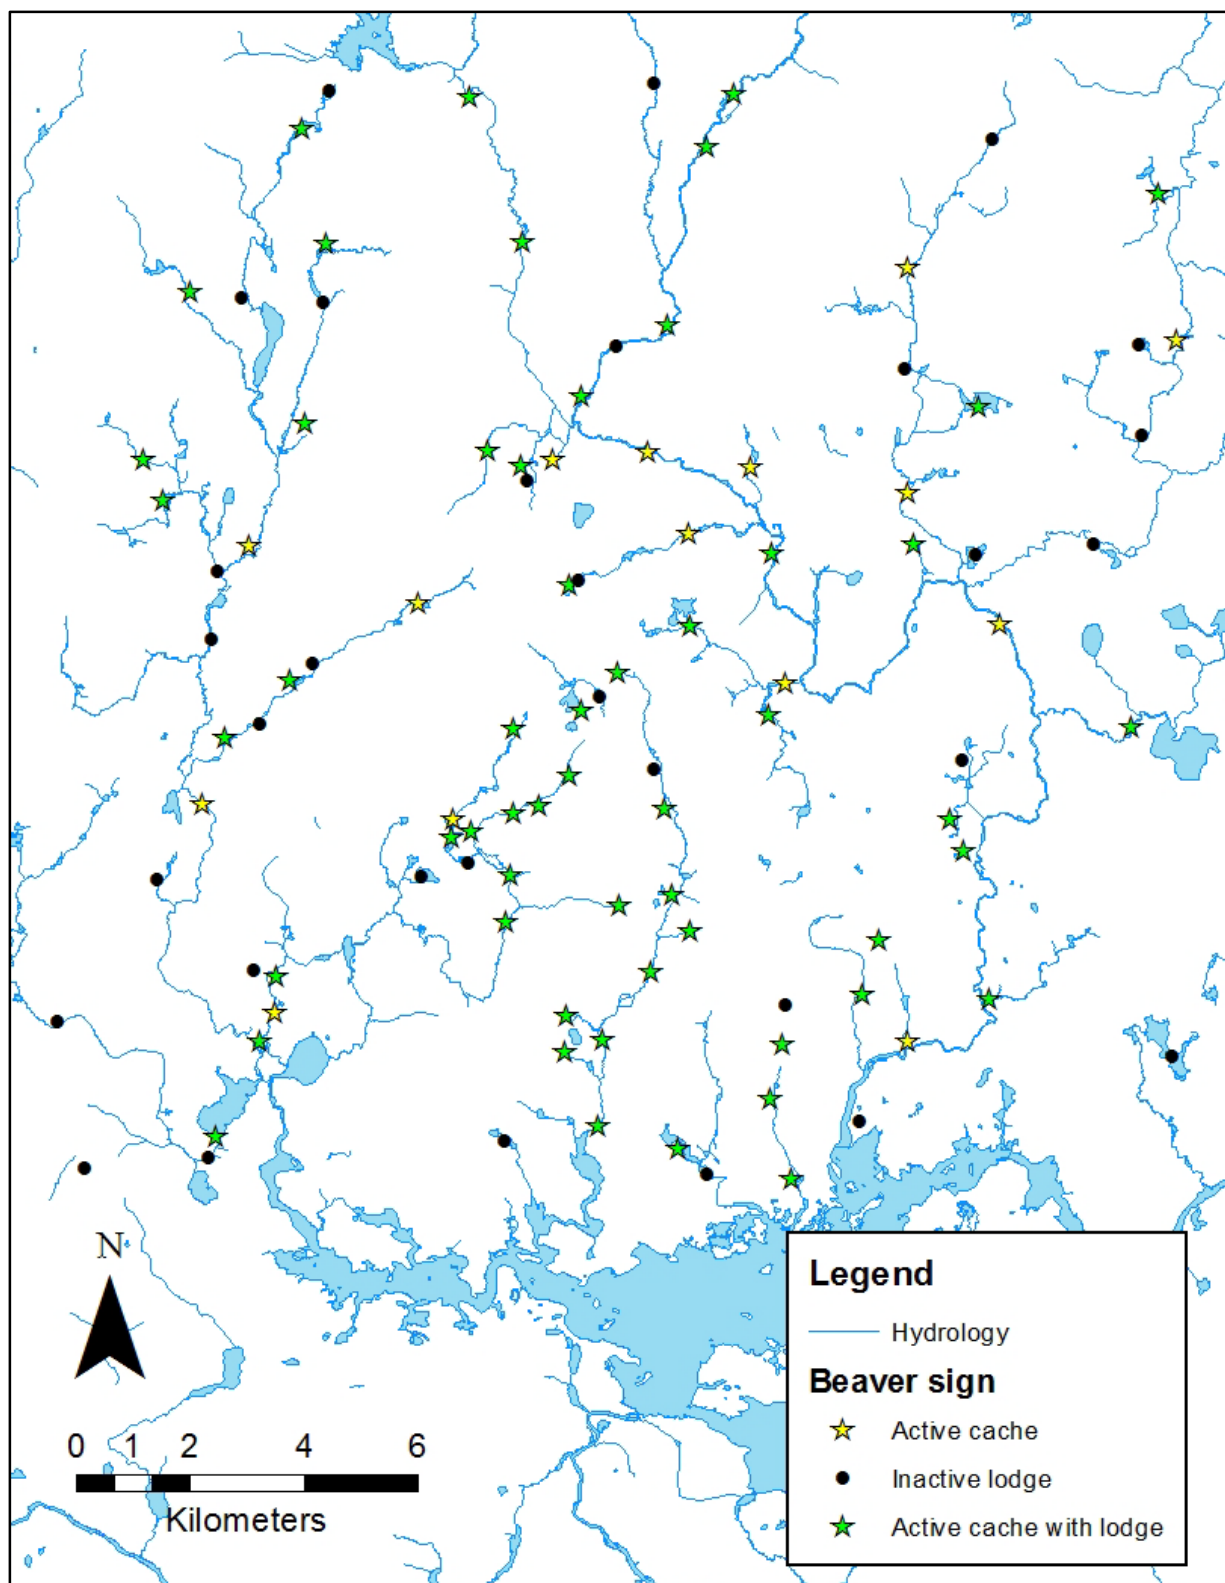 N
0 1 2 4 6
Kilometers
Legend
Hydrology
Beaver sign
Active cache
Inactive lodge
Active cache with lodge